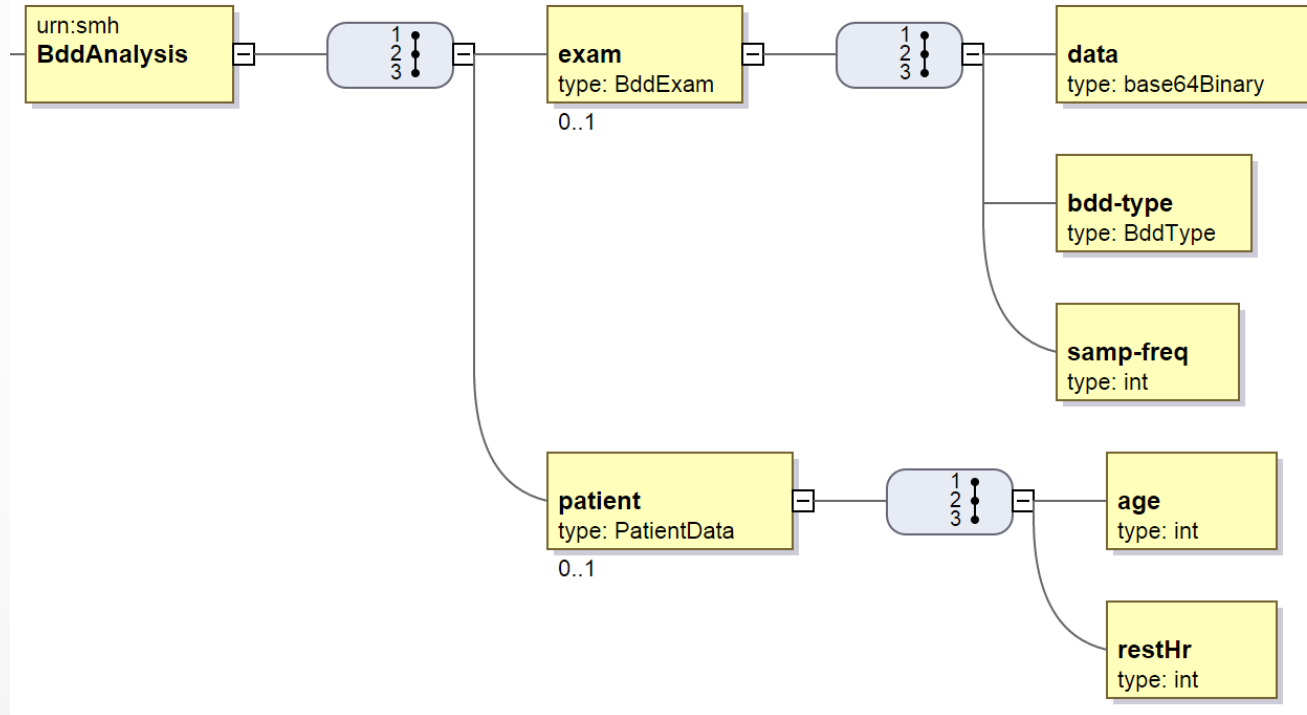 urn:smh
BddAnalysis
1
2
3
exam
type: BddExam
0..1
1
2
3
data
type: base64Binary
bdd-type
type: BddType
samp-freq
type: int
patient
type: PatientData
0..1
1
2
3
age
type: int
restHr
type: int